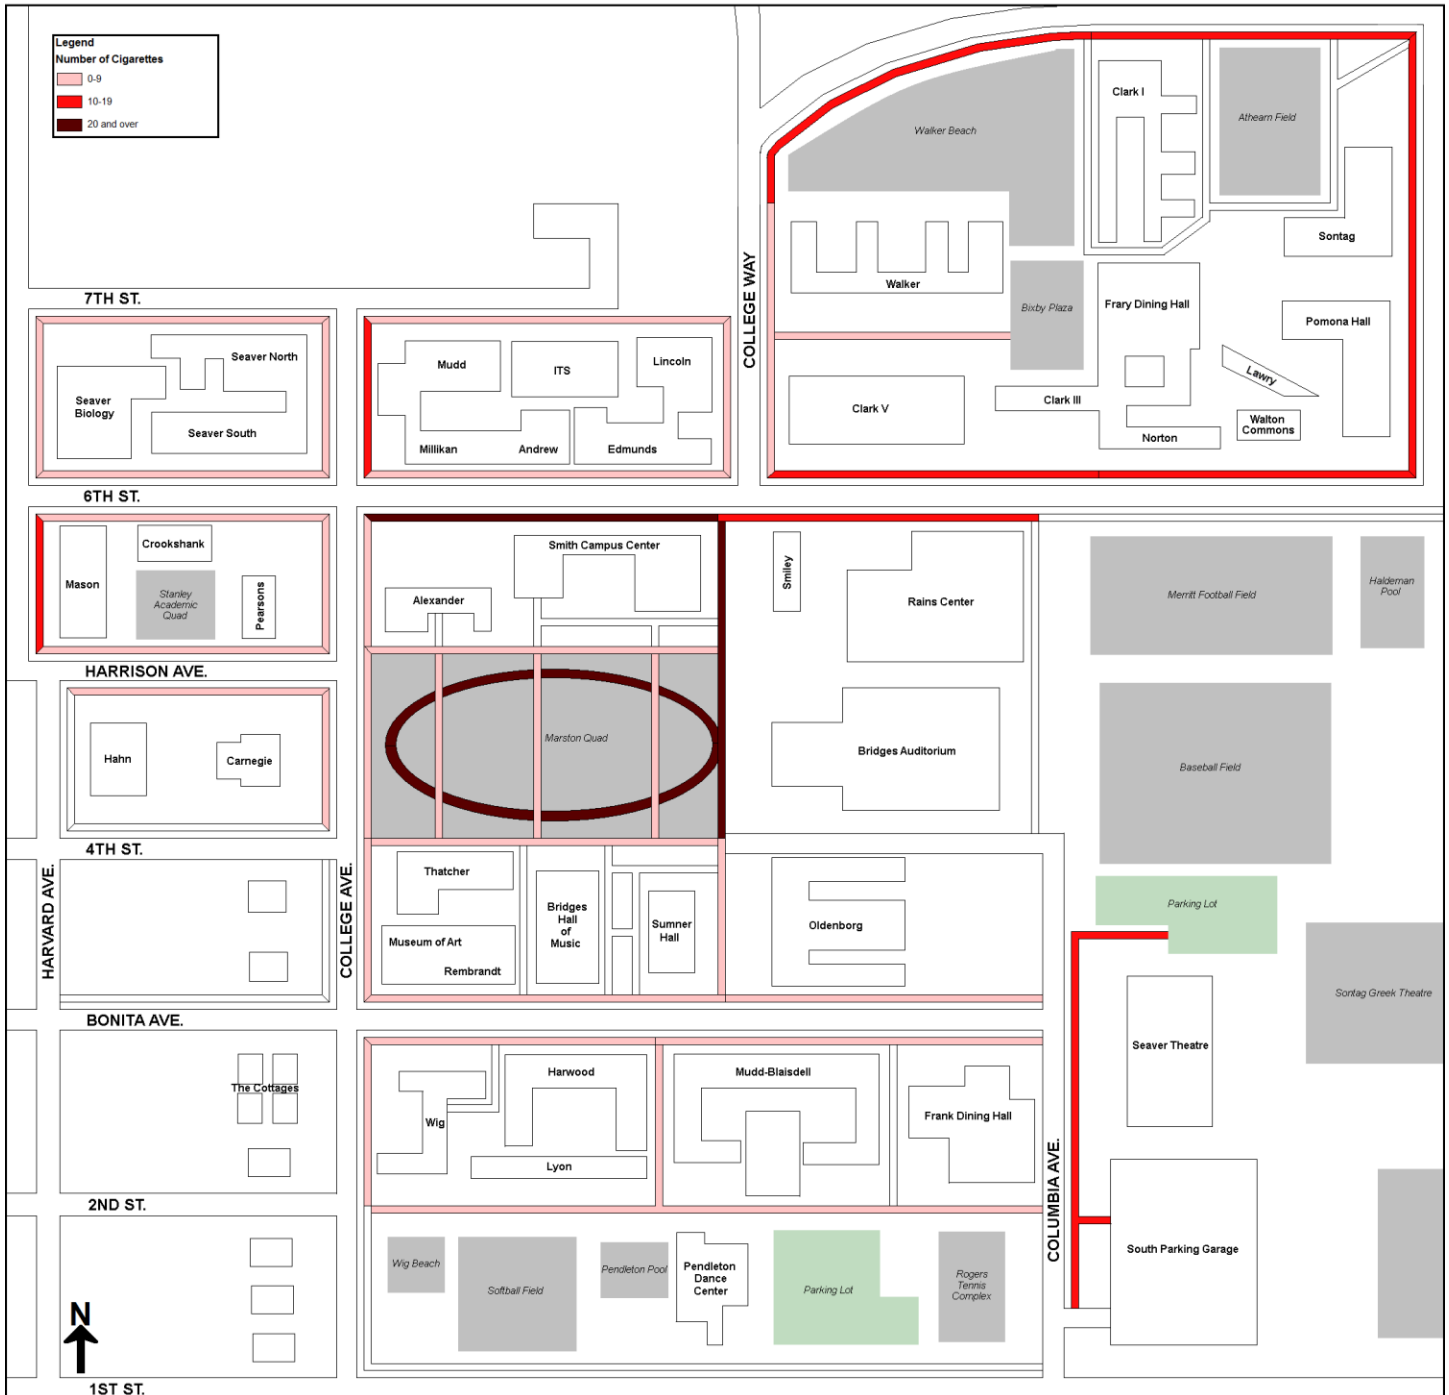 Legend
Number of Cigarettes
0-9
10-19
20 and over
Walker Beach
Clark I
Athearn Field
Sontag
COLLEGE WAY
Walker
Bixby Plaza
Frary Dining Hall
Pomona Hall
7TH ST.
Seaver North
Seaver
Biology
Seaver South
Mudd
ITS
Lincoln
Millikan
Andrew
Edmunds
Clark V
Clark III
Lawry
Walton
Commons
Norton
6TH ST.
Mason
Crookshank
Stanley
Academic
Quad
Pearsons
Smith Campus Center
Alexander
Smiley
Rains Center
Merritt Football Field
Haldeman
Pool
HARRISON AVE.
Hahn
Carnegie
Marston Quad
Bridges Auditorium
Baseball Field
4TH ST.
HARVARD AVE.
COLLEGE AVE.
Thatcher
Museum of Art
Rembrandt
Bridges
Hall
of
Music
Sumner
Hall
Oldenborg
Parking Lot
Sontag Greek Theatre
BONITA AVE.
The Cottages
Wig
Harwood
Lyon
Mudd-Blaisdell
Frank Dining Hall
COLUMBIA AVE.
Seaver Theatre
2ND ST.
Wig Beach
Softball Field
Pendleton Pool
Pendleton
Dance
Center
Parking Lot
Rogers
Tennis
Complex
South Parking Garage
N
1ST ST.